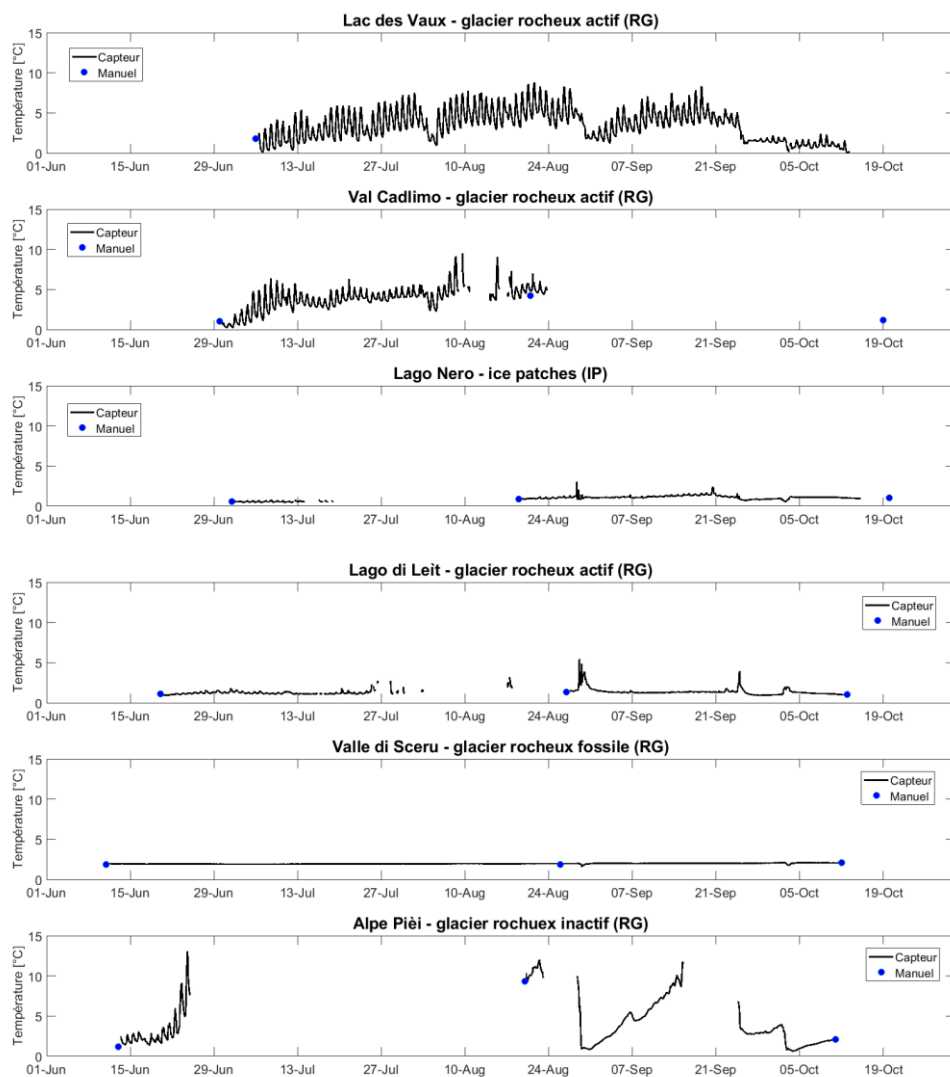 Lac des Vaux - glacier rocheux actif (RG)
Température [°C]
15
10
5
0
Capteur
Manuel
01-Jun 15-Jun 29-Jun 13-Jul 27-Jul 10-Aug 24-Aug 07-Sep 21-Sep 05-Oct 19-Oct
Val Cadlimo - glacier rocheux actif (RG)
Température [°C]
15
10
5
0
Capteur
Manuel
01-Jun 15-Jun 29-Jun 13-Jul 27-Jul 10-Aug 24-Aug 07-Sep 21-Sep 05-Oct 19-Oct
Lago Nero - ice patches (IP)
Température [°C]
15
10
5
0
Capteur
Manuel
01-Jun 15-Jun 29-Jun 13-Jul 27-Jul 10-Aug 24-Aug 07-Sep 21-Sep 05-Oct 19-Oct
Lago di Leit - glacier rocheux actif (RG)
Température [°C]
15
10
5
0
Capteur
Manuel
01-Jun 15-Jun 29-Jun 13-Jul 27-Jul 10-Aug 24-Aug 07-Sep 21-Sep 05-Oct 19-Oct
Valle di Sceru - glacier rocheux fossile (RG)
Température [°C]
15
10
5
0
Capteur
Manuel
01-Jun 15-Jun 29-Jun 13-Jul 27-Jul 10-Aug 24-Aug 07-Sep 21-Sep 05-Oct 19-Oct
Alpe Pièi - glacier rochuex inactif (RG)
Température [°C]
15
10
5
0
Capteur
Manuel
01-Jun 15-Jun 29-Jun 13-Jul 27-Jul 10-Aug 24-Aug 07-Sep 21-Sep 05-Oct 19-Oct